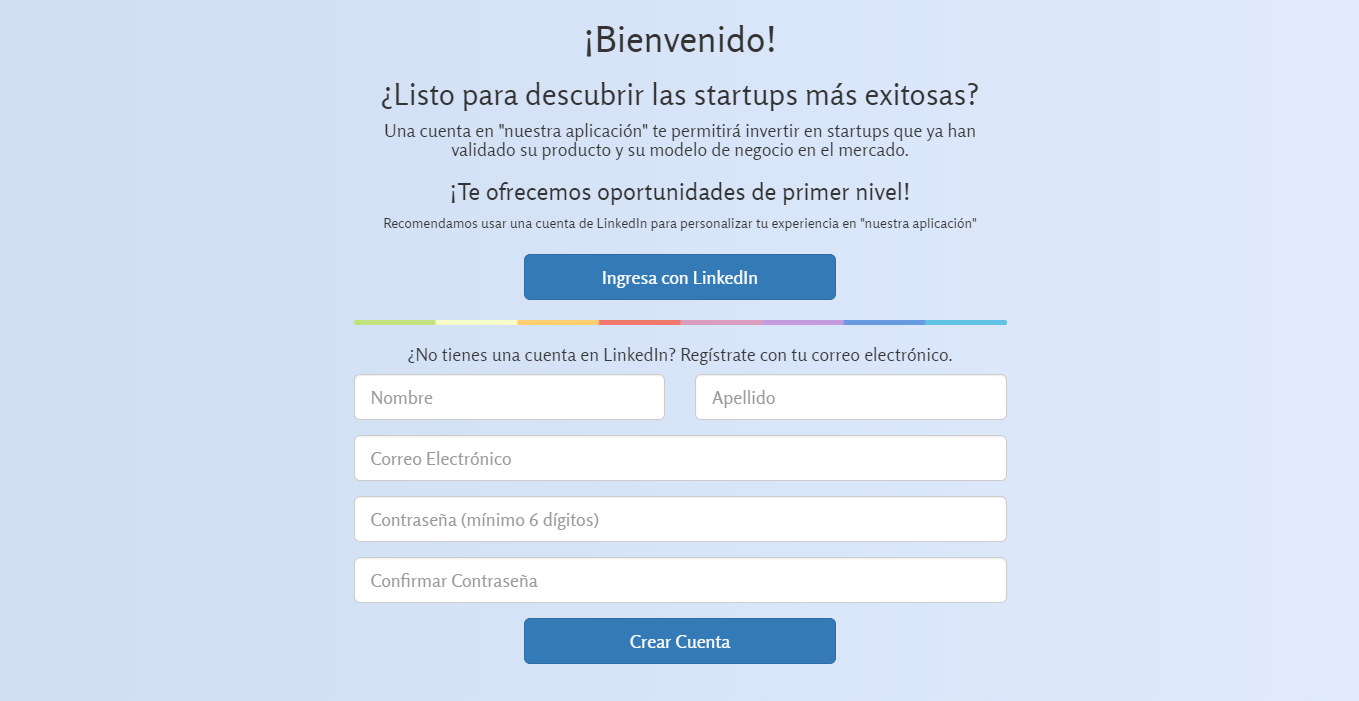 ¡Bienvenido!
¿Listo para descubrir las startups más exitosas?
Una cuenta en "nuestra aplicación" te permitirá invertir en startups que ya han
validado su producto y su modelo de negocio en el mercado.
¡Te ofrecemos oportunidades de primer nivel!
Recomendamos usar una cuenta de LinkedIn para personalizar tu experiencia en "nuestra aplicación"
Ingresa con LinkedIn
¿No tienes una cuenta en LinkedIn? Regístrate con tu correo electrónico.
Nombre
Apellido
Correo Electrónico
Contraseña (mínimo 6 dígitos)
Confirmar Contraseña
Crear Cuenta